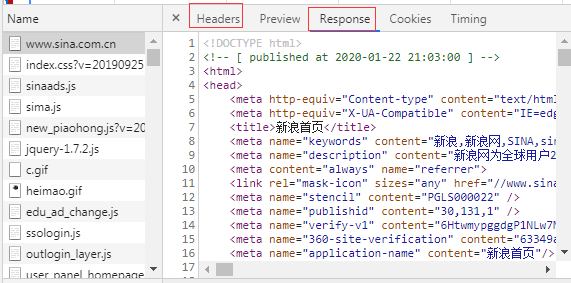 Name
www.sina.com.cn
index.css?v=20190925
sinaads.js
sima.js
new_piaohong.js?v=20
jquery-1.7.2.js
c.gif
heimao.gif
edu_ad_change.js
ssologin.js
outlogin_layer.js
user_panel_homepage
× Headers Preview Response Cookies Timing
1 <!DOCTYPE html>
2 <!-- [ published at 2020-01-22 21:03:00 ] -->
3 <html>
4 <head>
5 <meta http-equiv="Content-type" content="text/html
6 <meta http-equiv="X-UA-Compatible" content="IE=edg
7 <title>新浪首页</title>
8 <meta name="keywords" content="新浪,新浪网,SINA,sin
9 <meta name="description" content="新浪网为全球用户2
10 <meta content="always" name="referrer">
11 <link rel="mask-icon" sizes="any" href="//www.sina
12 <meta name="stencil" content="PGLS000022" />
13 <meta name="publishid" content="30,131,1" />
14 <meta name="verify-v1" content="6HtwmypggdgP1NLw7N
15 <meta name="360-site-verification" content="63349a
16 <meta name="application-name" content="新浪首页"/>
17